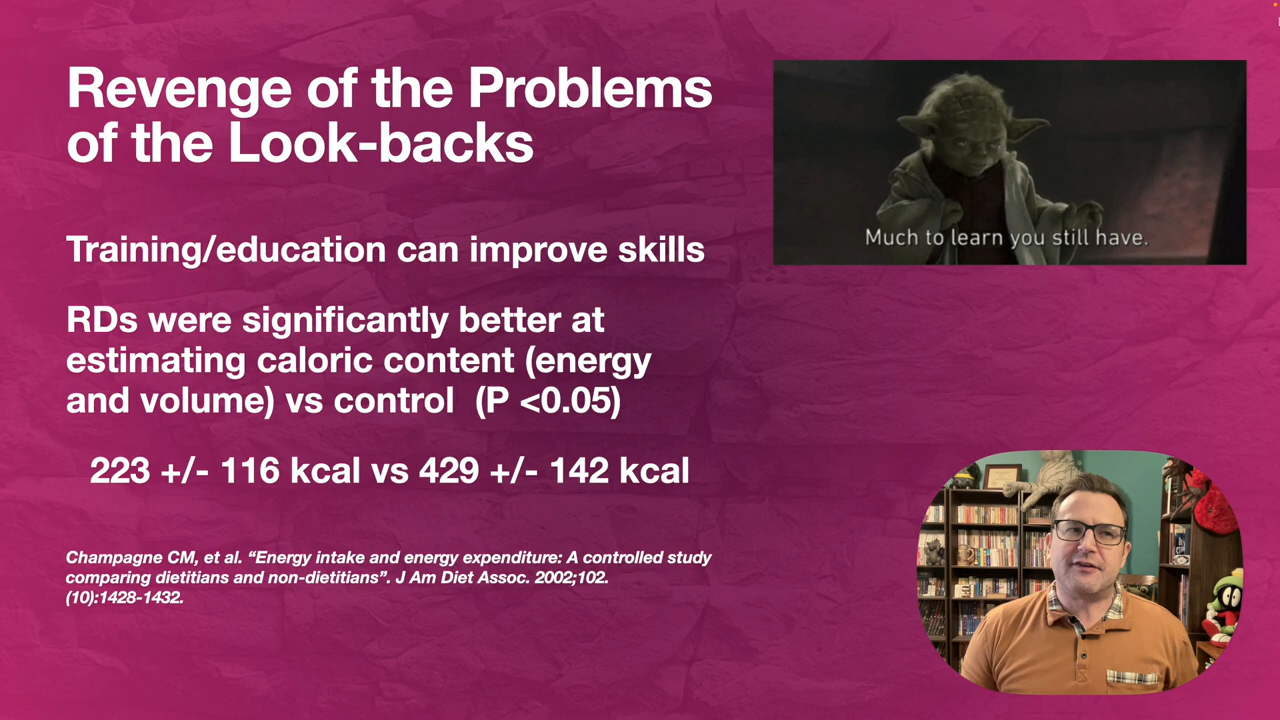 Revenge of the Problems
of the Look-backs
Much to learn you still have.
Training/education can improve skills
RDs were significantly better at
estimating caloric content (energy
and volume) vs control (P <0.05)
223 +/- 116 kcal vs 429 +/- 142 kcal
Champagne CM, et al. “Energy intake and energy expenditure: A controlled study
comparing dietitians and non-dietitians”. J Am Diet Assoc. 2002;102.
(10):1428-1432.